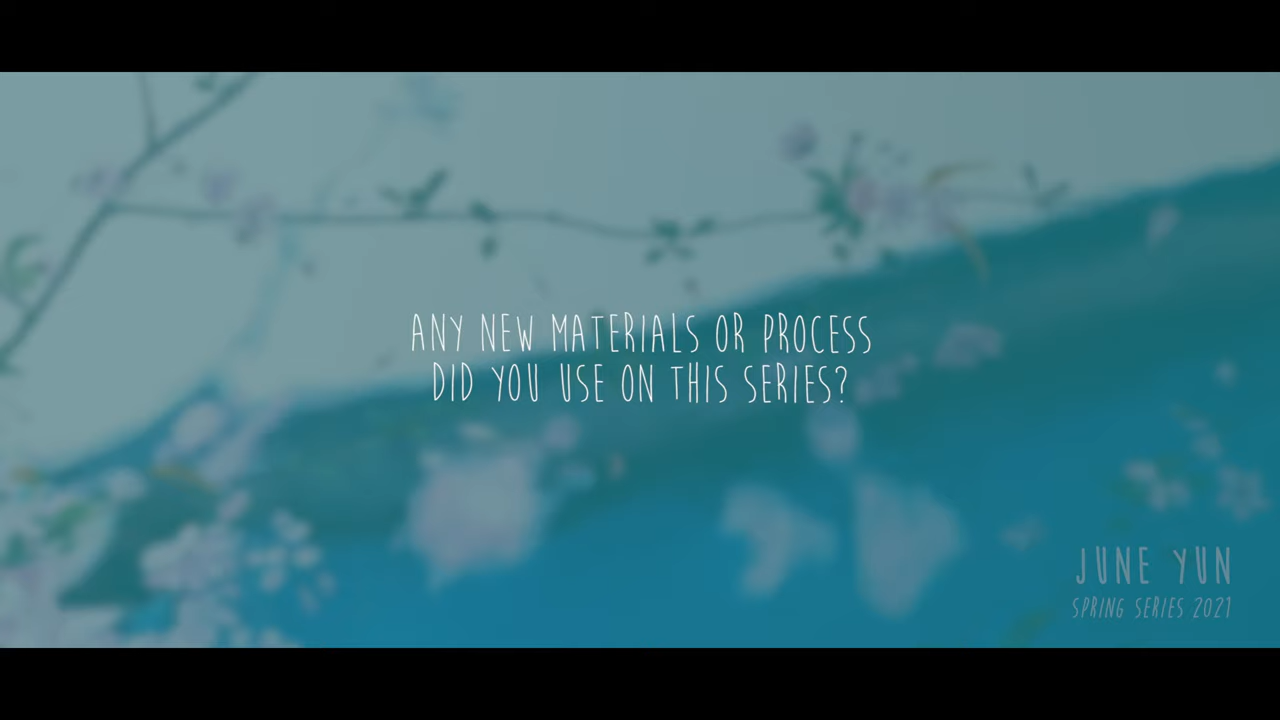 ANY NEW MATERIALS OR PROCESS
DID YOU USE ON THIS SERIES?
JUNE YUN
SPRING SERIES 2021